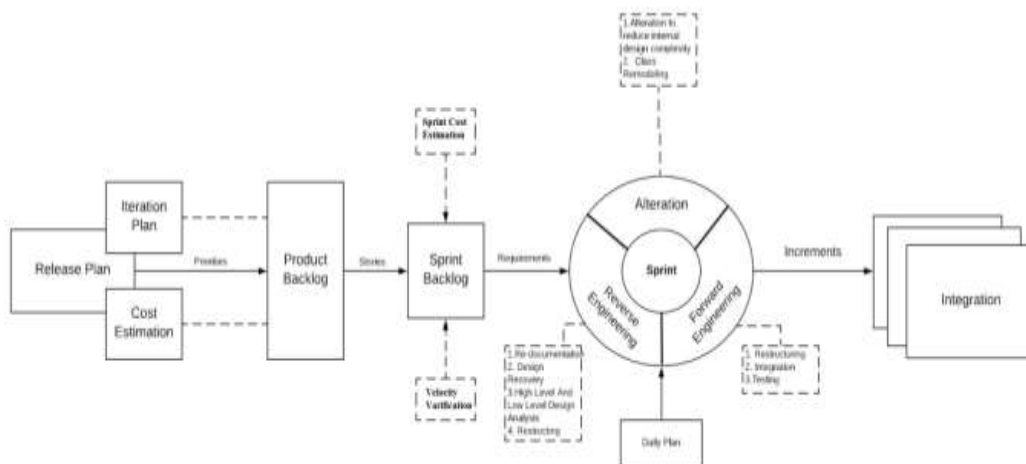 1.Alteration to
reduce internal
design complexity
2. Class
Remodeling
Sprint Cost
Estimation
Iteration
Plan
Release Plan
Cost
Estimation
Priorities
Product
Backlog
Stories
Sprint
Backlog
Requirements
Alteration
Sprint
Reverse
Engineering
Forward
Engineering
Increments
Integration
Velocity
Varification
1.Re-documentation
2. Design
Recovery
3.High Level And
Low Level Design
Analysis
4. Restructing
1. Restructuring
2. Integration
3.Testing
Daily Plan